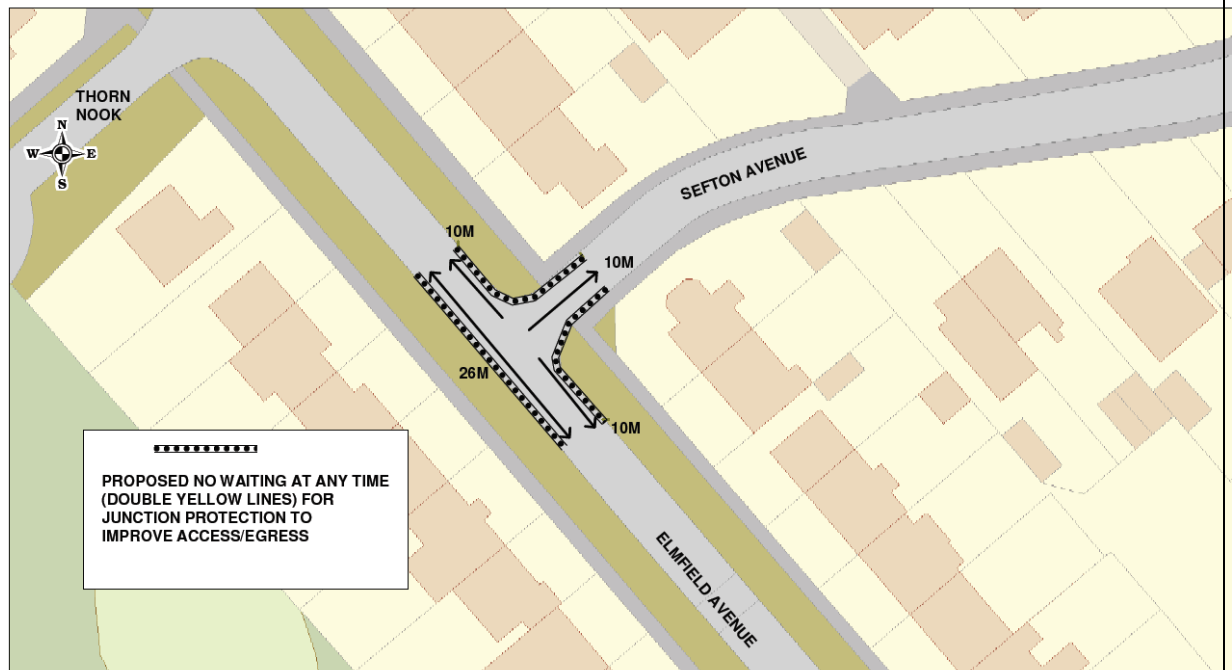 THORN
NOOK
N
W E
S
SEFTON AVENUE
10M
10M
26M
10M
PROPOSED NO WAITING AT ANY TIME
(DOUBLE YELLOW LINES) FOR
JUNCTION PROTECTION TO
IMPROVE ACCESS/EGRESS
ELMFIELD AVENUE